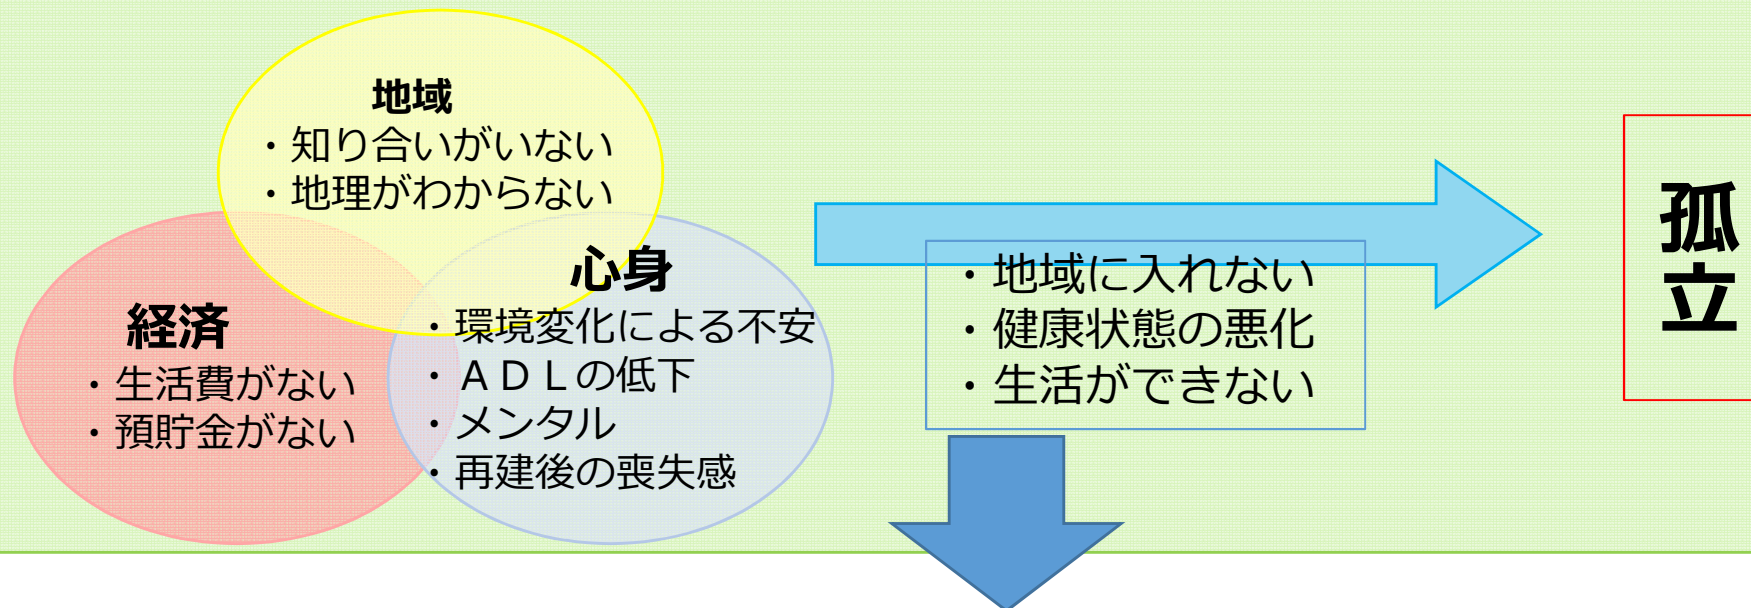 地域
・知り合いがいない
・地理がわからない
経済
・生活費がない
・預貯金がない
心身
・環境変化による不安
・ＡＤＬの低下
・メンタル
・再建後の喪失感
・地域に入れない
・健康状態の悪化
・生活ができない
孤立